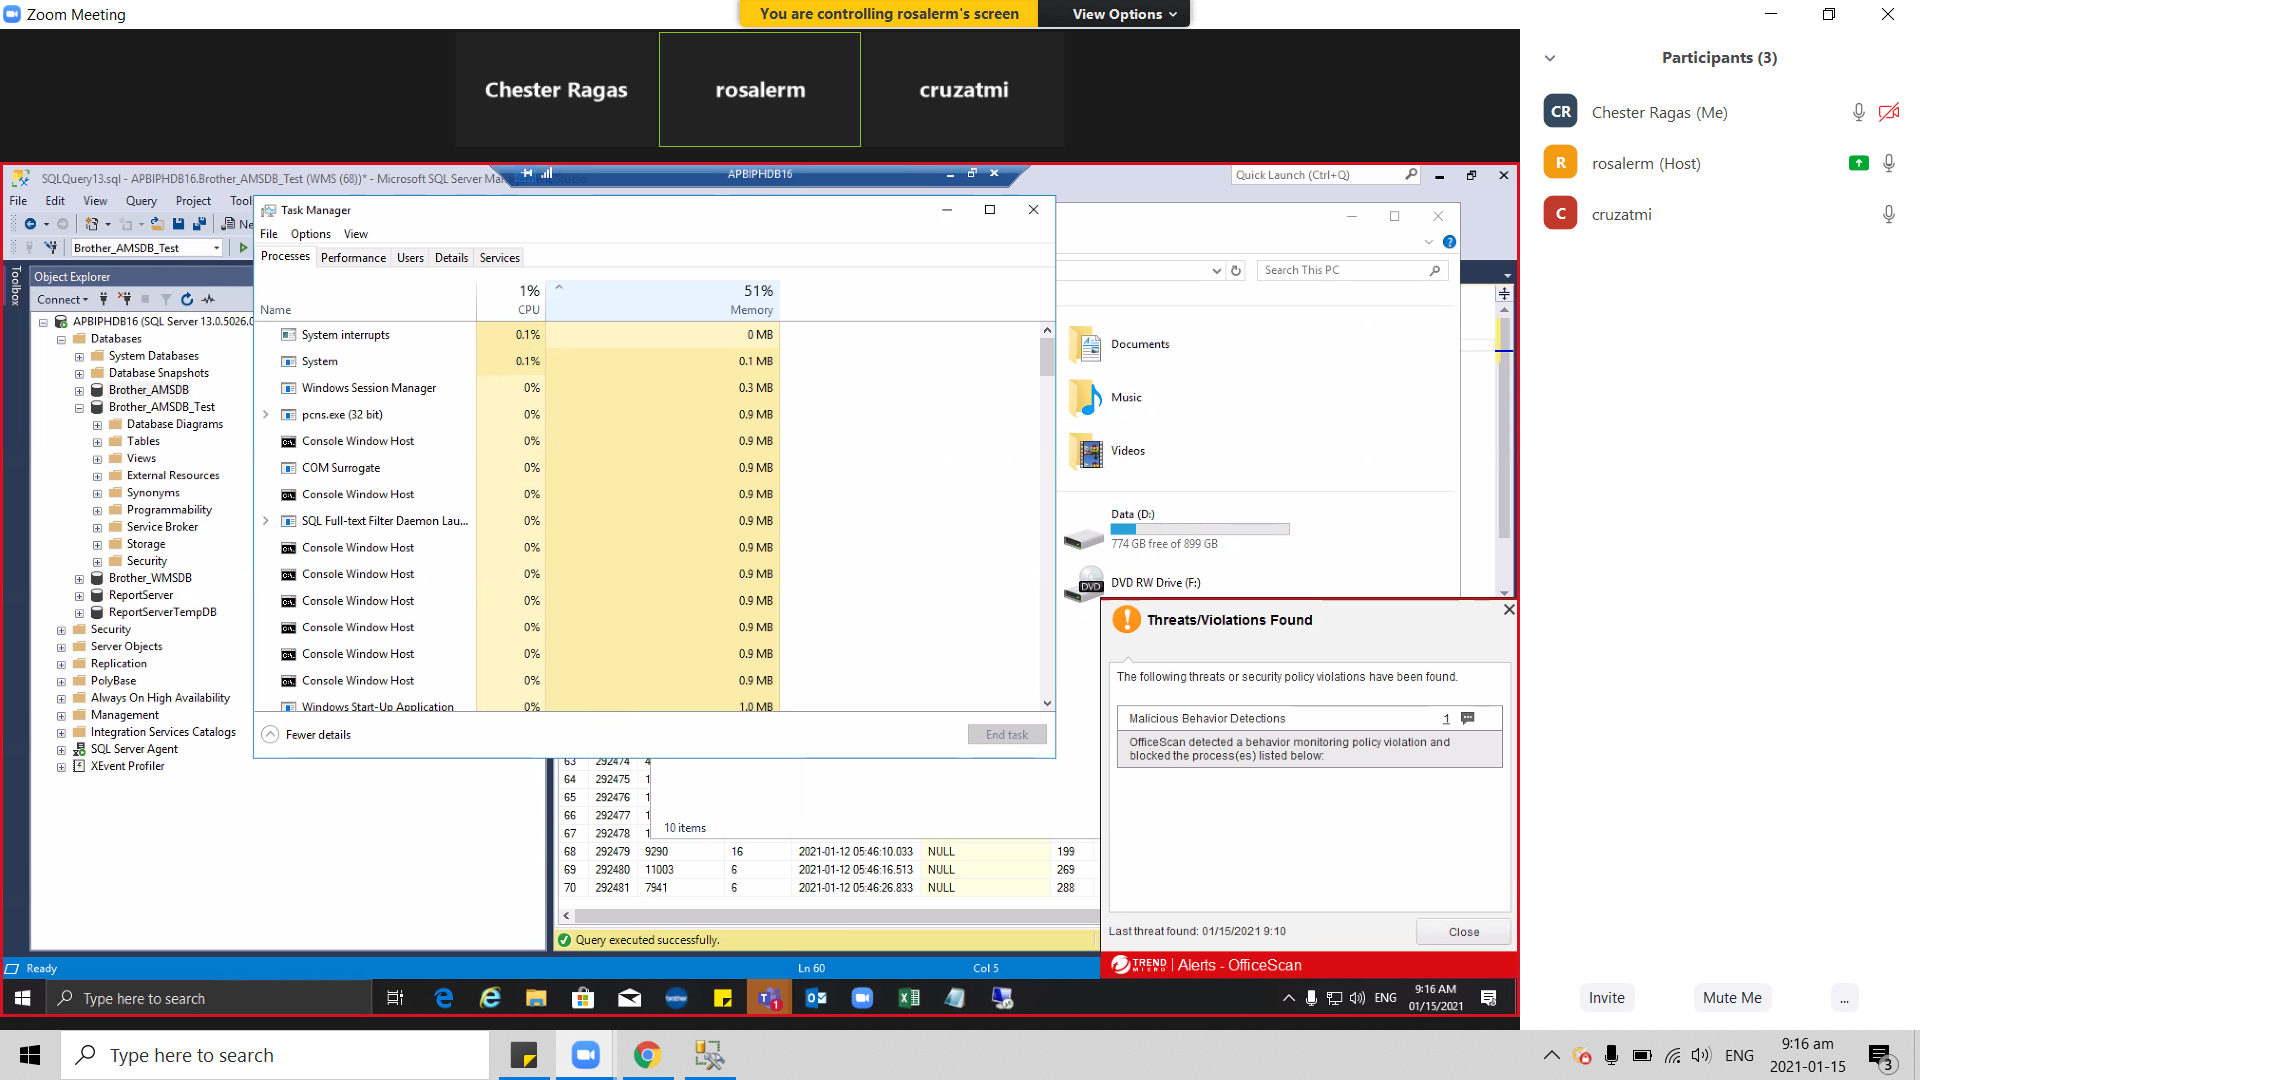 Zoom Meeting
You are controlling rosalerm's screen
View Options
Chester Ragas
rosalerm
cruzatmi
Participants (3)
CR
Chester Ragas (Me)
R
rosalerm (Host)
C
cruzatmi
SQLQuery13.sql - APBIPHDB16.Brother_AMSDB_Test (WMS (68))* - Microsoft SQL Server
APBIPHDB16
Quick Launch (Ctrl+Q)
File Edit View Query Project
Brother_AMSDB_Test
Toolbox
Object Explorer
Connect
APBIPHDB16 (SQL Server 13.0.5026.0
Databases
System Databases
Database Snapshots
Brother_AMSDB
Brother_AMSDB_Test
Database Diagrams
Tables
Views
External Resources
Synonyms
Programmability
Service Broker
Storage
Security
Brother_WMSDB
ReportServer
ReportServerTempDB
Security
Server Objects
Replication
PolyBase
Always On High Availability
Management
Integration Services Catalogs
SQL Server Agent
XEvent Profiler
Task Manager
File Options View
Processes Performance Users Details Services
1% 51%
Name CPU Memory
System interrupts 0.1% 0 MB
System 0.1% 0.1 MB
Windows Session Manager 0% 0.3 MB
pcns.exe (32 bit) 0% 0.9 MB
Console Window Host 0% 0.9 MB
COM Surrogate 0% 0.9 MB
Console Window Host 0% 0.9 MB
SQL Full-text Filter Daemon Lau... 0% 0.9 MB
Console Window Host 0% 0.9 MB
Console Window Host 0% 0.9 MB
Console Window Host 0% 0.9 MB
Console Window Host 0% 0.9 MB
Console Window Host 0% 0.9 MB
Console Window Host 0% 0.9 MB
Windows Start-Up Application 0% 1.0 MB
Fewer details
End task
Search This PC
Documents
Music
Videos
Data (D:)
774 GB free of 899 GB
DVD RW Drive (F:)
63 292474 4
64 292475 1
65 292476 1
66 292477 1
67 292478 1
10 items
68 292479 9290 16 2021-01-12 05:46:10.033 NULL 199
69 292480 11003 6 2021-01-12 05:46:16.513 NULL 269
70 292481 7941 6 2021-01-12 05:46:26.833 NULL 288
Query executed successfully.
Threats/Violations Found
The following threats or security policy violations have been found.
Malicious Behavior Detections 1
OfficeScan detected a behavior monitoring policy violation and
blocked the process(es) listed below:
Last threat found: 01/15/2021 9:10
Close
TREND MICRO | Alerts - OfficeScan
Ready
Ln 60
Col 5
Type here to search
ENG
9:16 AM
01/15/2021
Invite
Mute Me
...
Type here to search
ENG
9:16 am
2021-01-15
3